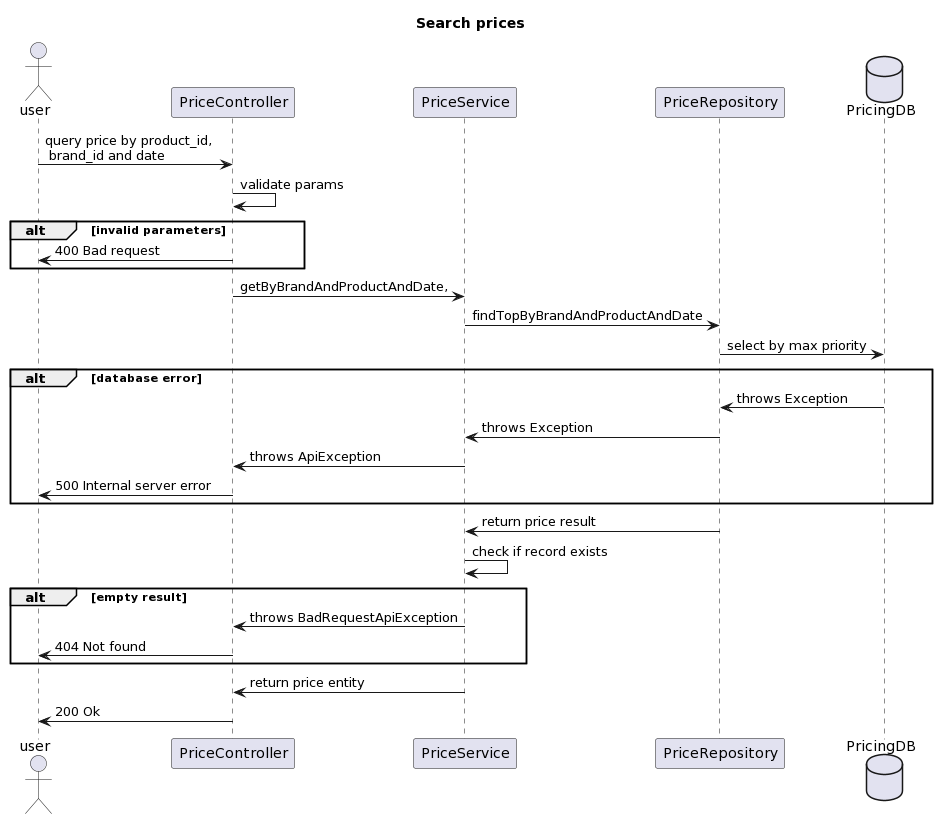 Search prices
user
PriceController
PriceService
PriceRepository
PricingDB
query price by product_id,
brand_id and date
validate params
alt [invalid parameters]
400 Bad request
getByBrandAndProductAndDate,
findTopByBrandAndProductAndDate
select by max priority
alt [database error]
throws Exception
throws Exception
throws ApiException
500 Internal server error
return price result
check if record exists
alt [empty result]
throws BadRequestApiException
404 Not found
return price entity
200 Ok
user
PriceController
PriceService
PriceRepository
PricingDB